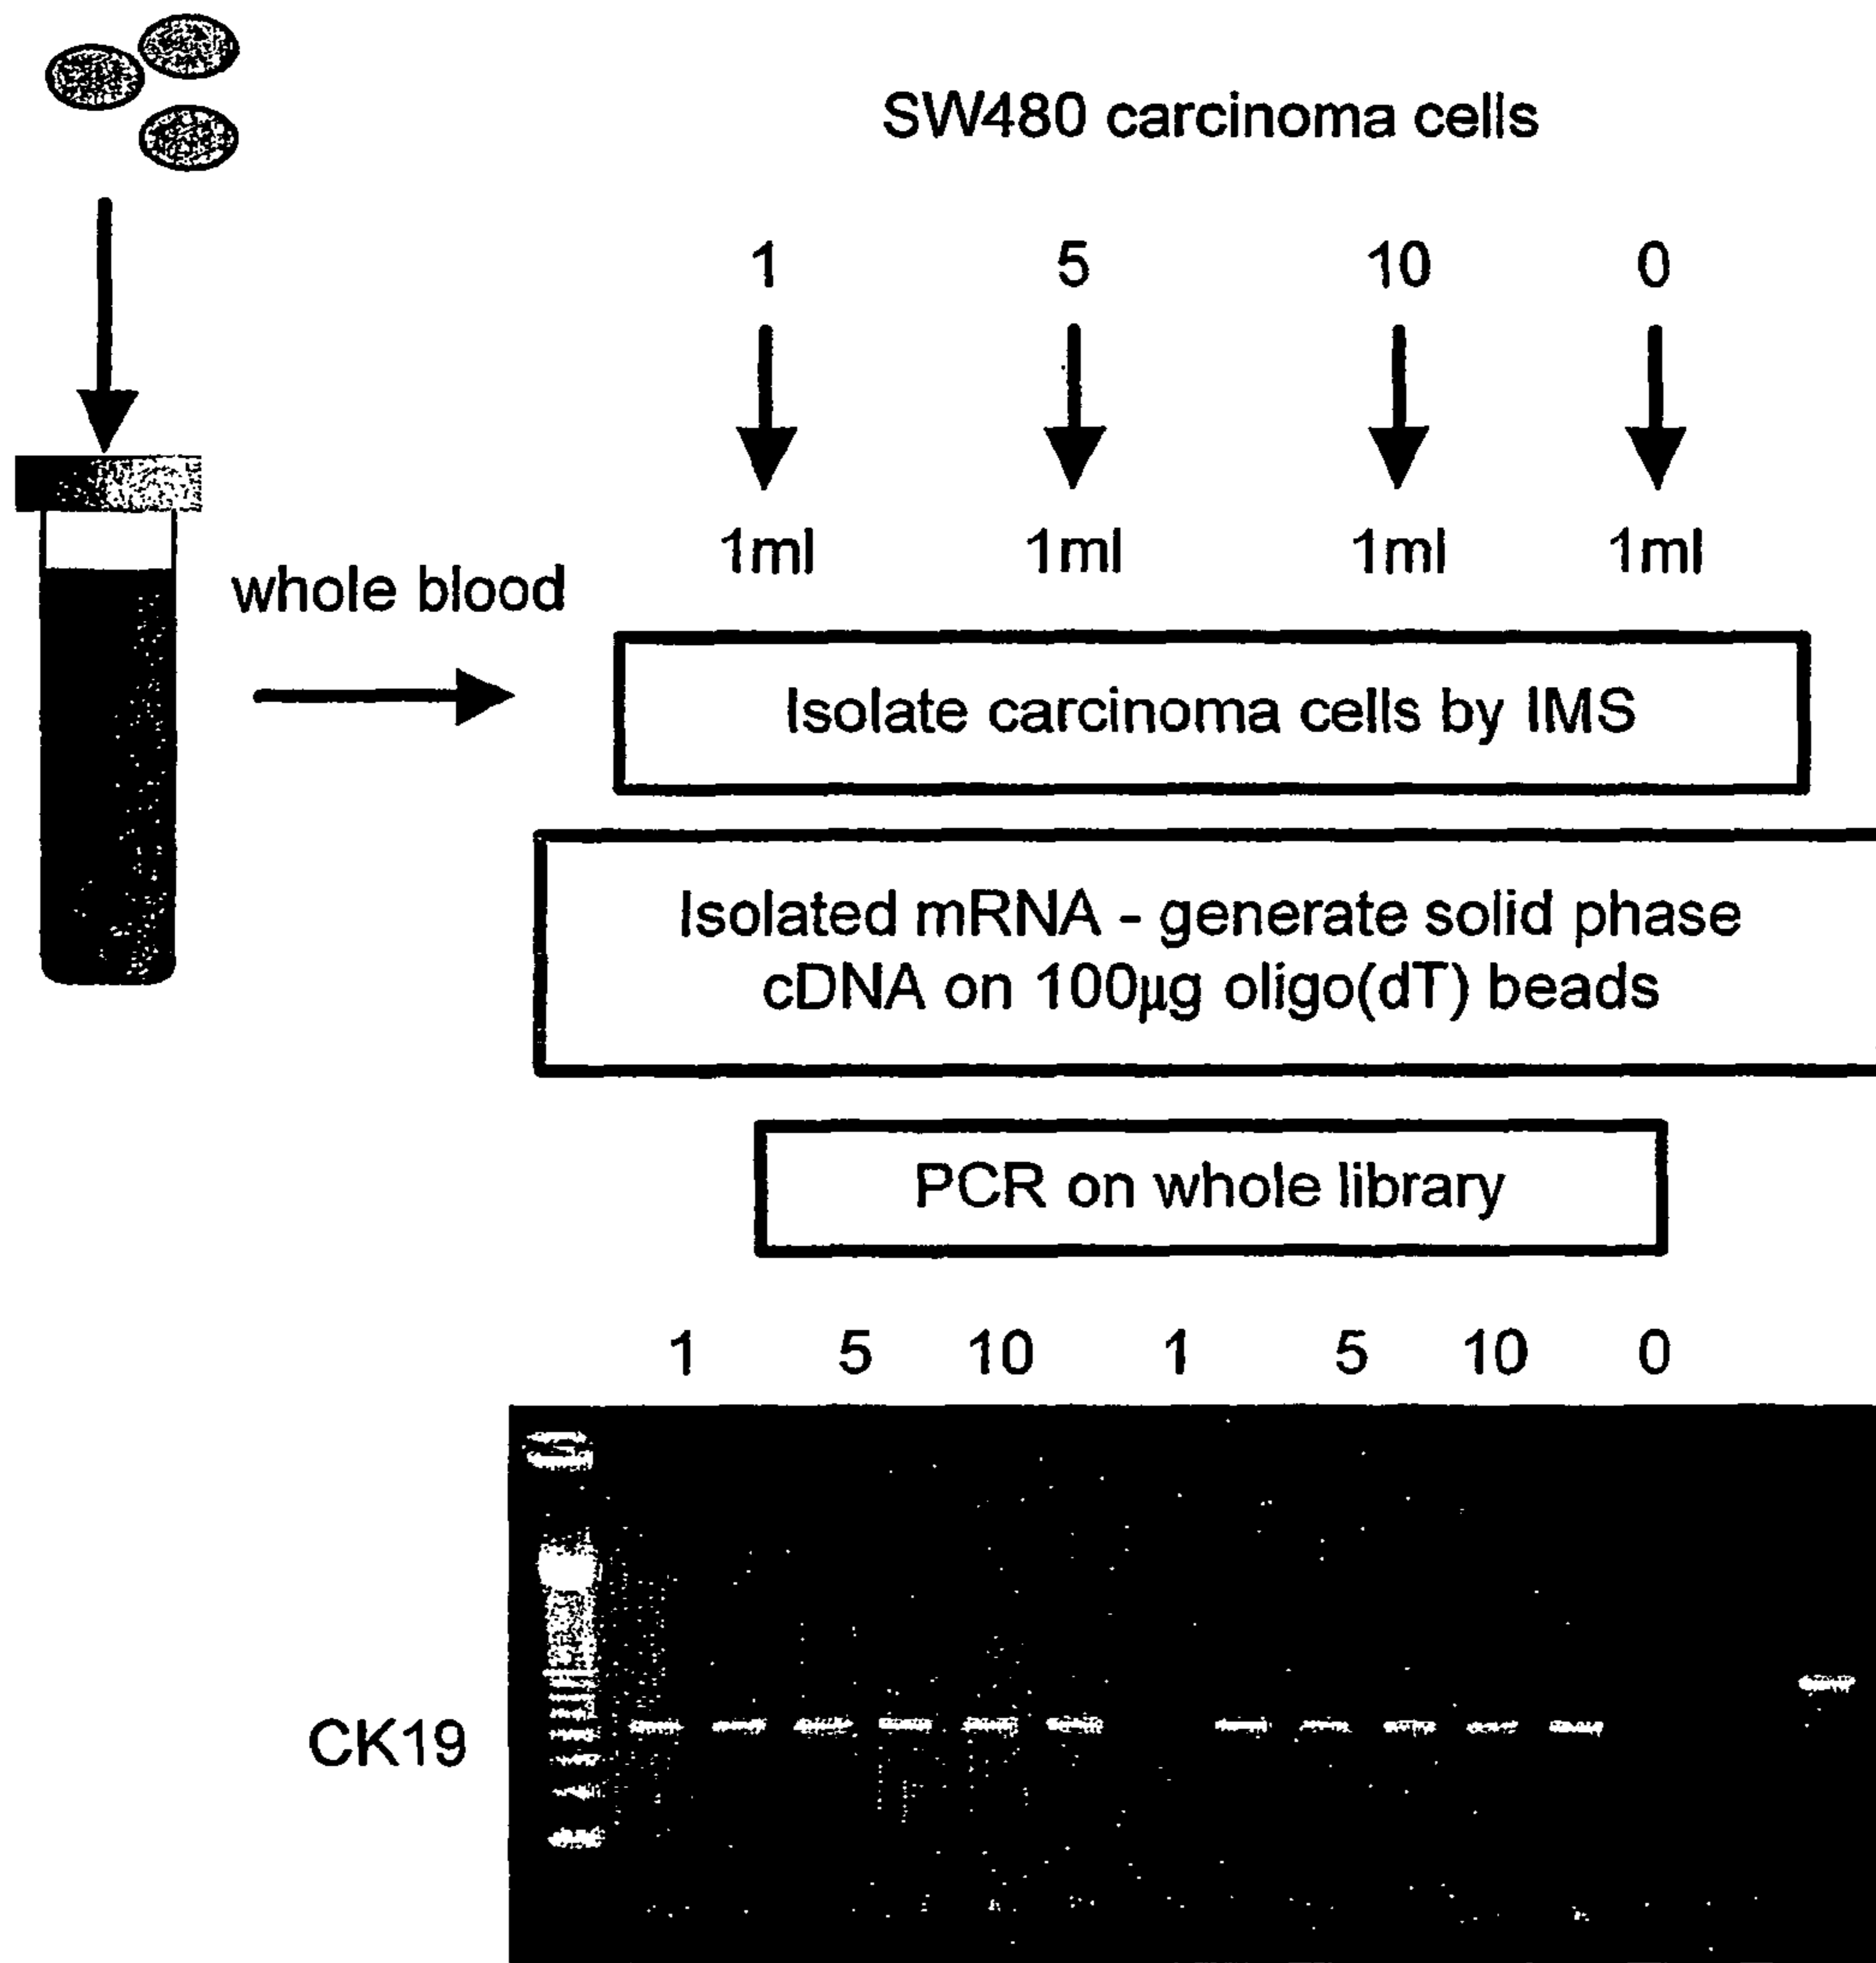 SW480 carcinoma cells
1 5 10 0
1ml 1ml 1ml 1ml
whole blood
Isolate carcinoma cells by IMS
Isolated mRNA - generate solid phase
cDNA on 100µg oligo(dT) beads
PCR on whole library
1 5 10 1 5 10 0
CK19